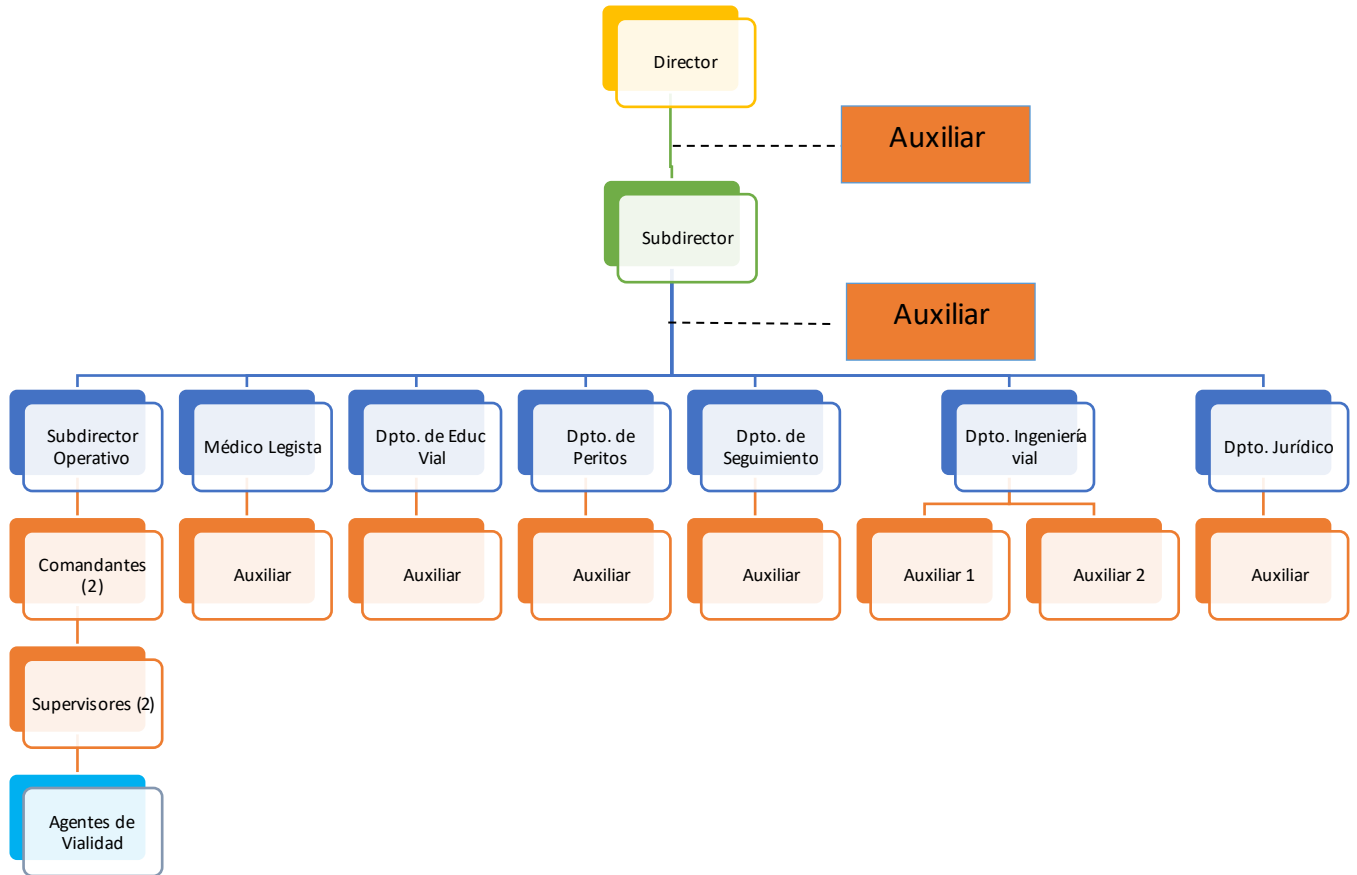 Director
Auxiliar
Subdirector
Auxiliar
Subdirector
Operativo
Médico Legista
Dpto. de Educ
Vial
Dpto. de
Peritos
Dpto. de
Seguimiento
Dpto. Ingeniería
vial
Dpto. Jurídico
Comandantes
(2)
Auxiliar
Auxiliar
Auxiliar
Auxiliar
Auxiliar 1
Auxiliar 2
Auxiliar
Supervisores (2)
Agentes de
Vialidad